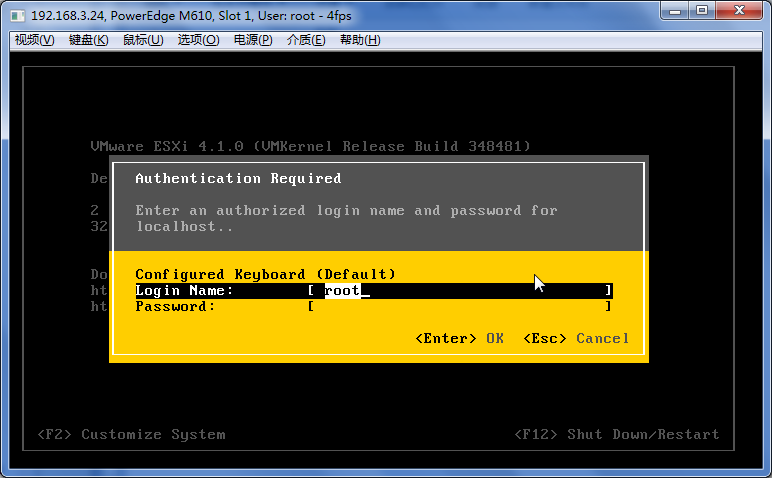 192.168.3.24, PowerEdge M610, Slot 1, User: root - 4fps
视频(V) 键盘(K) 鼠标(U) 选项(O) 电源(P) 介质(E) 帮助(H)
VMware ESXi 4.1.0 (VMKernel Release Build 348481)
De
Authentication Required
2
Enter an authorized login name and password for
32
localhost..
Do
Configured Keyboard (Default)
ht
Login Name: [ root_ ]
ht
Password: [ ]
<Enter> OK <Esc> Cancel
<F2> Customize System <F12> Shut Down/Restart